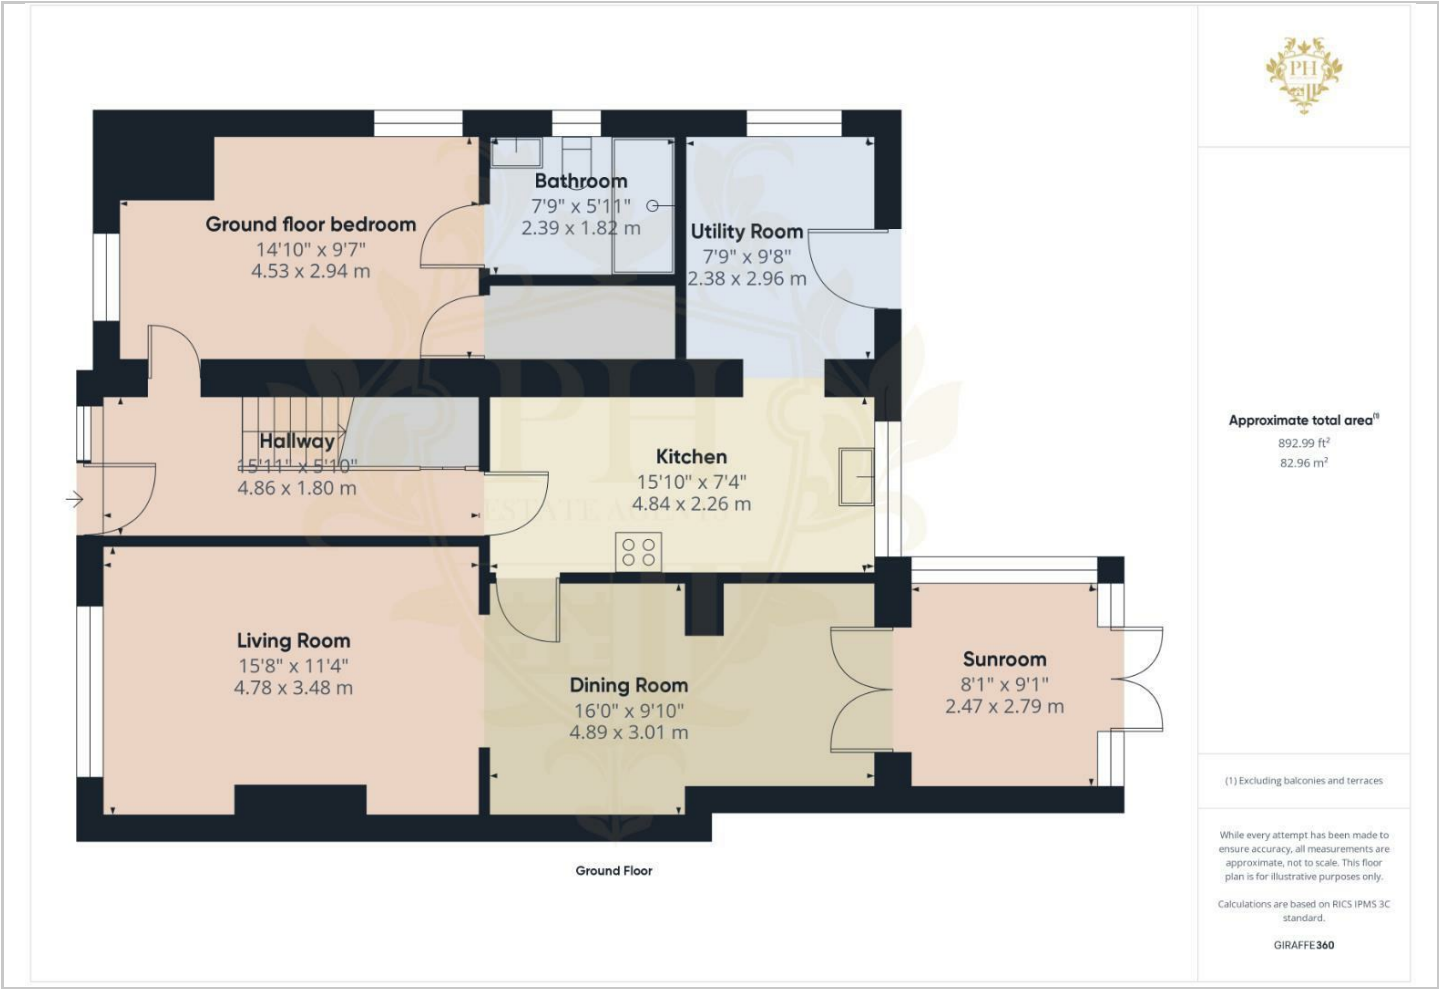 PH
Bathroom
7'9" x 5'11"
2.39 x 1.82 m
Ground floor bedroom
14'10" x 9'7"
4.53 x 2.94 m
Utility Room
7'9" x 9'8"
2.38 x 2.96 m
PH
Hallway
15'11" x 5'10"
4.86 x 1.80 m
Kitchen
15'10" x 7'4"
4.84 x 2.26 m
ESTATE AGENTS
Living Room
15'8" x 11'4"
4.78 x 3.48 m
Dining Room
16'0" x 9'10"
4.89 x 3.01 m
Sunroom
8'1" x 9'1"
2.47 x 2.79 m
Ground Floor
Approximate total area(1)
892.99 ft²
82.96 m²
(1) Excluding balconies and terraces
While every attempt has been made to
ensure accuracy, all measurements are
approximate, not to scale. This floor
plan is for illustrative purposes only.
Calculations are based on RICS IPMS 3C
standard.
GIRAFFE360